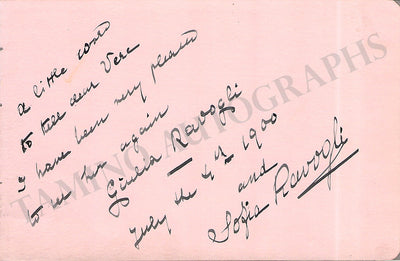 A little word
to tell dear Vere
I have been very pleased
to see her again
Giulia Ravogli
July the 4th 1900
and
Sofia Ravogli
TAMINO AUTOGRAPHS